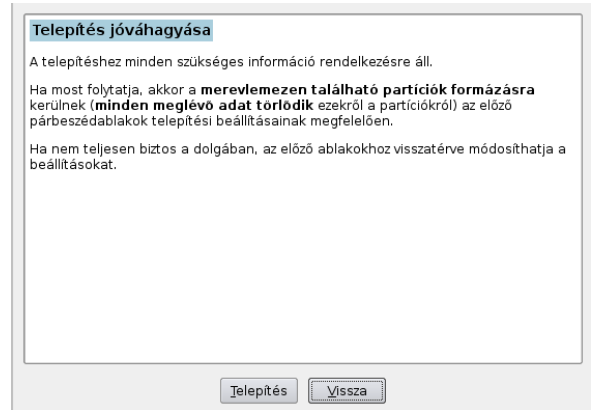 Telepítés jóváhagyása
A telepítéshez minden szükséges információ rendelkezésre áll.
Ha most folytatja, akkor a merevlemezen található partíciók formázásra
kerülnek (minden meglévő adat törlődik ezekről a partíciókról) az előző
párbeszédablakok telepítési beállításainak megfelelően.
Ha nem teljesen biztos a dolgában, az előző ablakokhoz visszatérve módosíthatja a
beállításokat.
Telepítés
Vissza